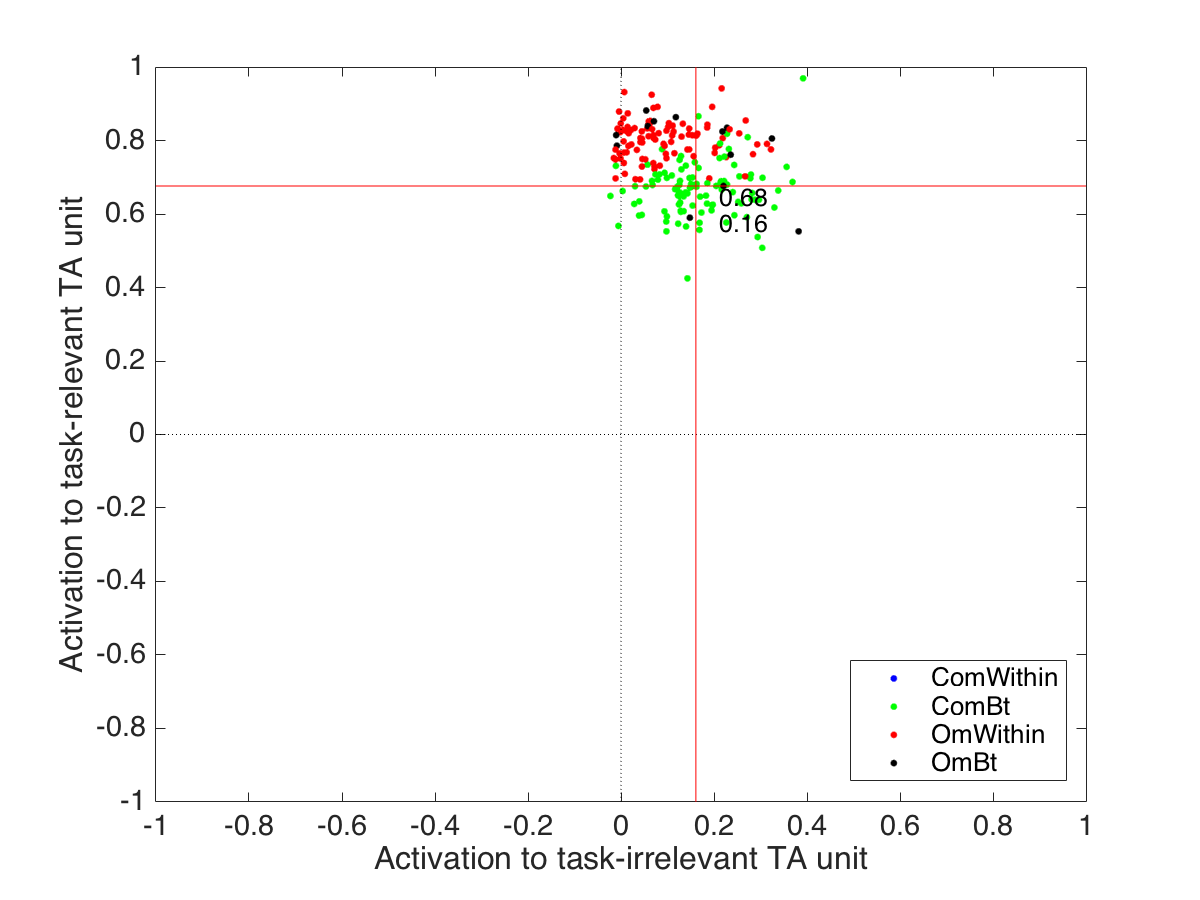 1
0.8
0.6
0.4
0.2
0
-0.2
-0.4
-0.6
-0.8
-1
Activation to task-relevant TA unit
0.68
0.16
ComWithin
ComBt
OmWithin
OmBt
-1 -0.8 -0.6 -0.4 -0.2 0 0.2 0.4 0.6 0.8 1
Activation to task-irrelevant TA unit